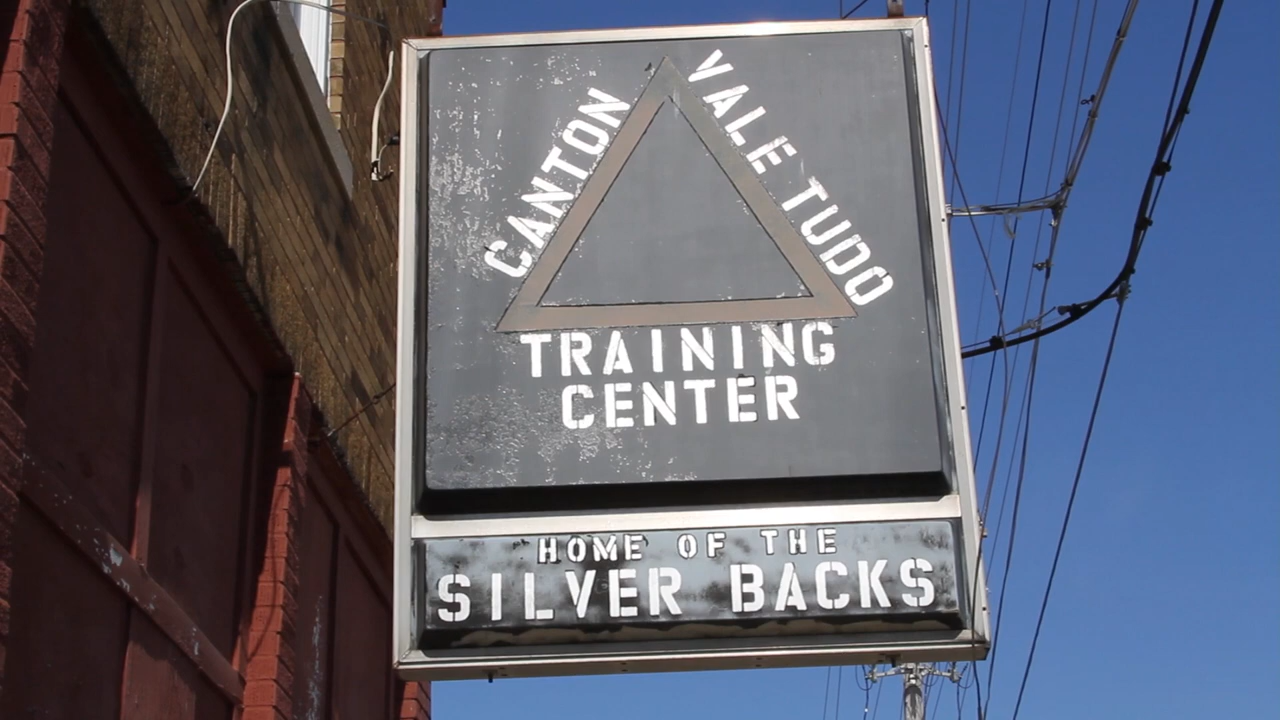 CANTON
VALE TUDO
TRAINING
CENTER
HOME OF THE
SILVER BACKS